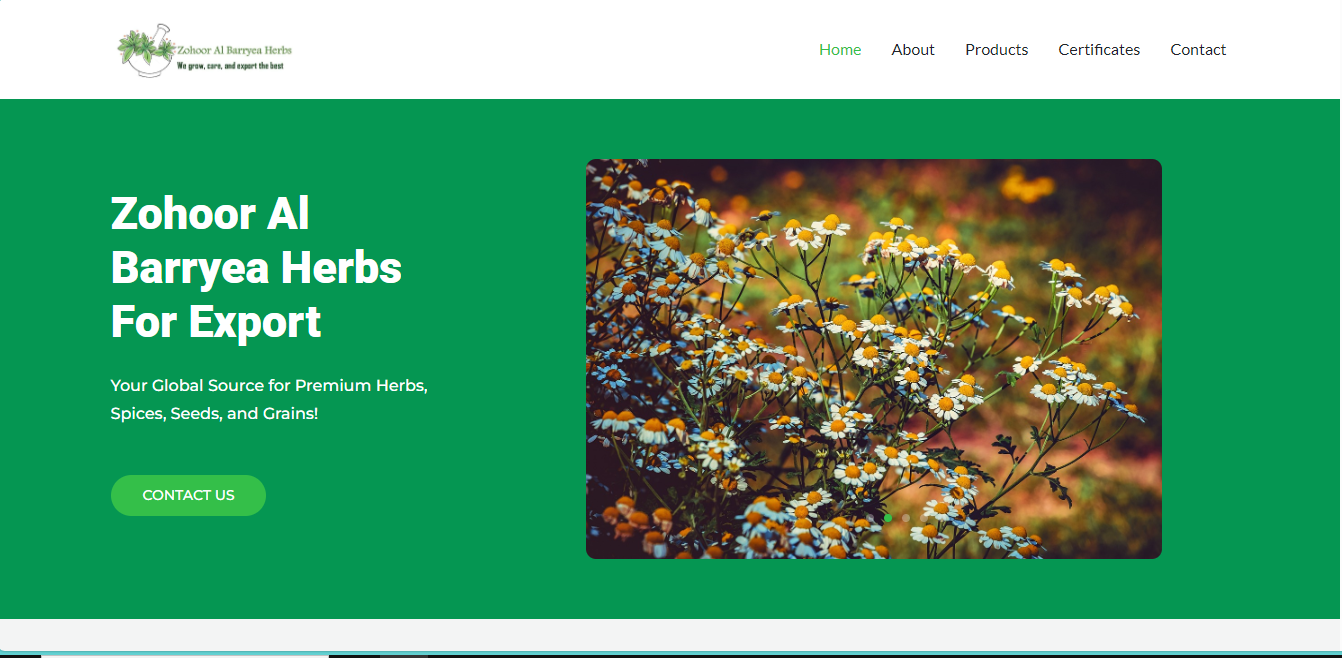 Zohoor Al Barryea Herbs
We grow, care, and export the best
Home
About
Products
Certificates
Contact
Zohoor Al
Barryea Herbs
For Export
Your Global Source for Premium Herbs,
Spices, Seeds, and Grains!
CONTACT US